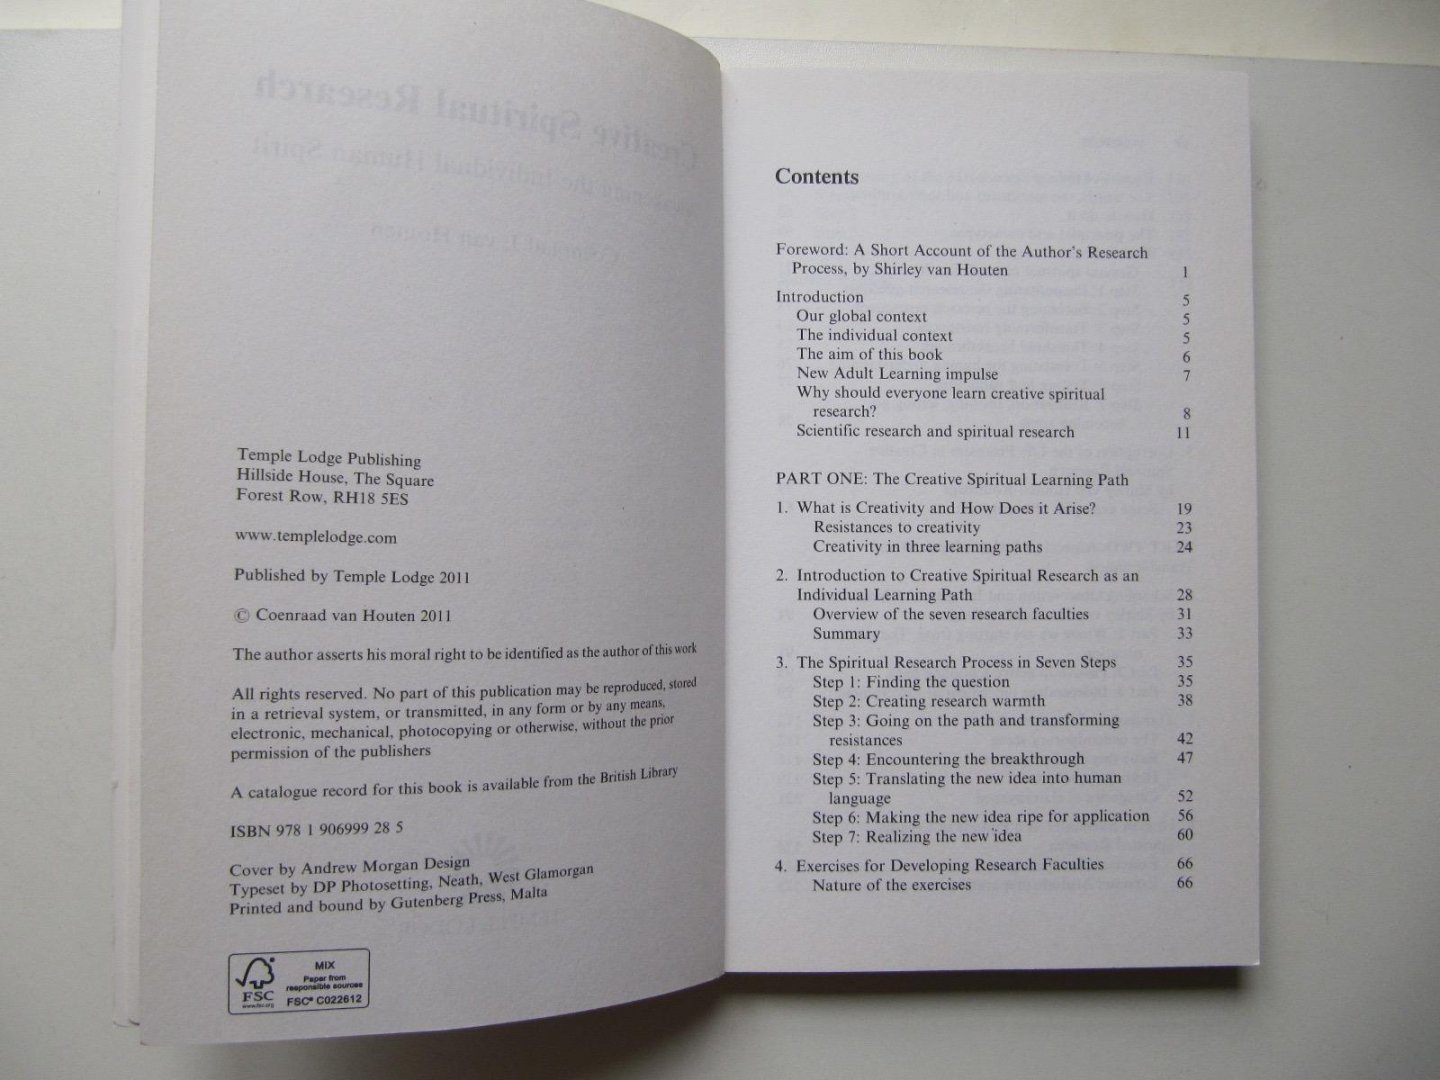 Temple Lodge Publishing
Hillside House, The Square
Forest Row, RH18 5ES
www.templelodge.com
Published by Temple Lodge 2011
© Coenraad van Houten 2011
The author asserts his moral right to be identified as the author of this work
All rights reserved. No part of this publication may be reproduced, stored
in a retrieval system, or transmitted, in any form or by any means,
electronic, mechanical, photocopying or otherwise, without the prior
permission of the publishers
A catalogue record for this book is available from the British Library
ISBN 978 1 906999 28 5
Cover by Andrew Morgan Design
Typeset by DP Photosetting, Neath, West Glamorgan
Printed and bound by Gutenberg Press, Malta
FSC
www.fsc.org
MIX
Paper from
responsible sources
FSC® C022612
Contents
Foreword: A Short Account of the Author's Research
Process, by Shirley van Houten 1
Introduction 5
Our global context 5
The individual context 5
The aim of this book 6
New Adult Learning impulse 7
Why should everyone learn creative spiritual
research? 8
Scientific research and spiritual research 11
PART ONE: The Creative Spiritual Learning Path
1. What is Creativity and How Does it Arise? 19
Resistances to creativity 23
Creativity in three learning paths 24
2. Introduction to Creative Spiritual Research as an
Individual Learning Path 28
Overview of the seven research faculties 31
Summary 33
3. The Spiritual Research Process in Seven Steps 35
Step 1: Finding the question 35
Step 2: Creating research warmth 38
Step 3: Going on the path and transforming
resistances 42
Step 4: Encountering the breakthrough 47
Step 5: Translating the new idea into human
language 52
Step 6: Making the new idea ripe for application 56
Step 7: Realizing the new idea 60
4. Exercises for Developing Research Faculties 66
Nature of the exercises 66